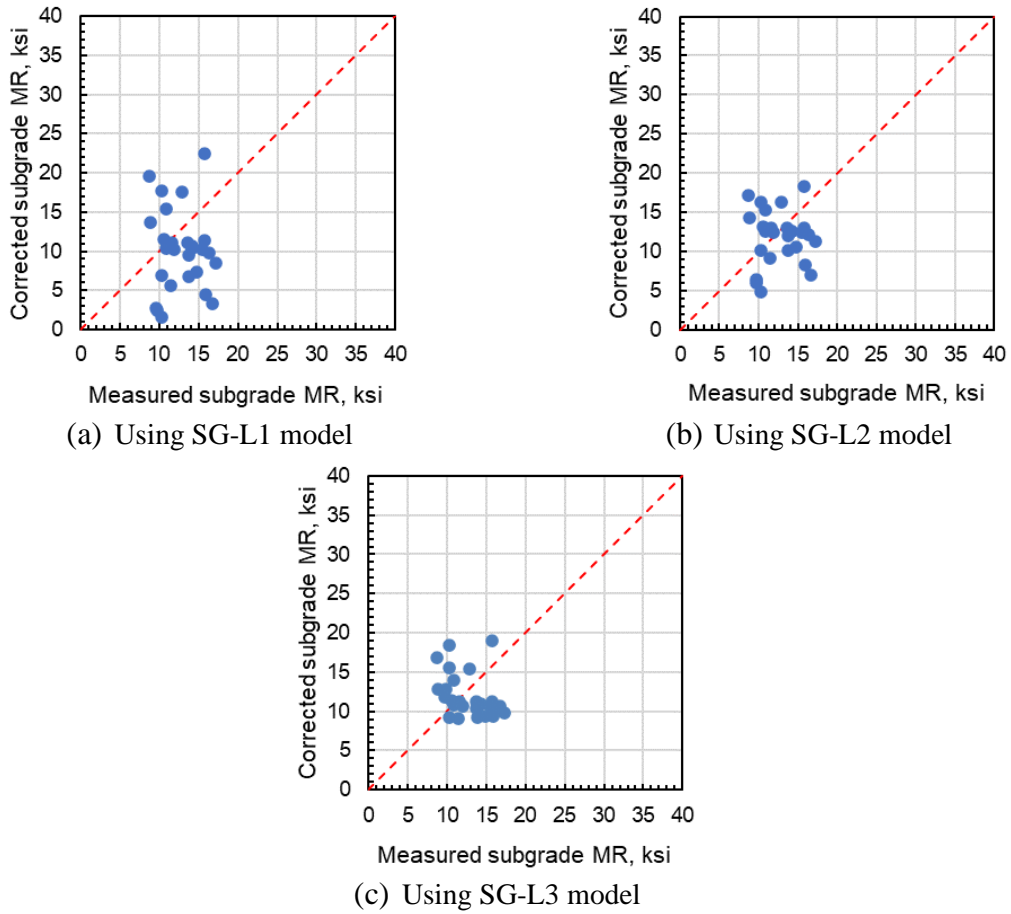 Corrected subgrade MR, ksi
40
35
30
25
20
15
10
5
0
0 5 10 15 20 25 30 35 40
Measured subgrade MR, ksi
(a) Using SG-L1 model
Corrected subgrade MR, ksi
40
35
30
25
20
15
10
5
0
0 5 10 15 20 25 30 35 40
Measured subgrade MR, ksi
(b) Using SG-L2 model
Corrected subgrade MR, ksi
40
35
30
25
20
15
10
5
0
0 5 10 15 20 25 30 35 40
Measured subgrade MR, ksi
(c) Using SG-L3 model